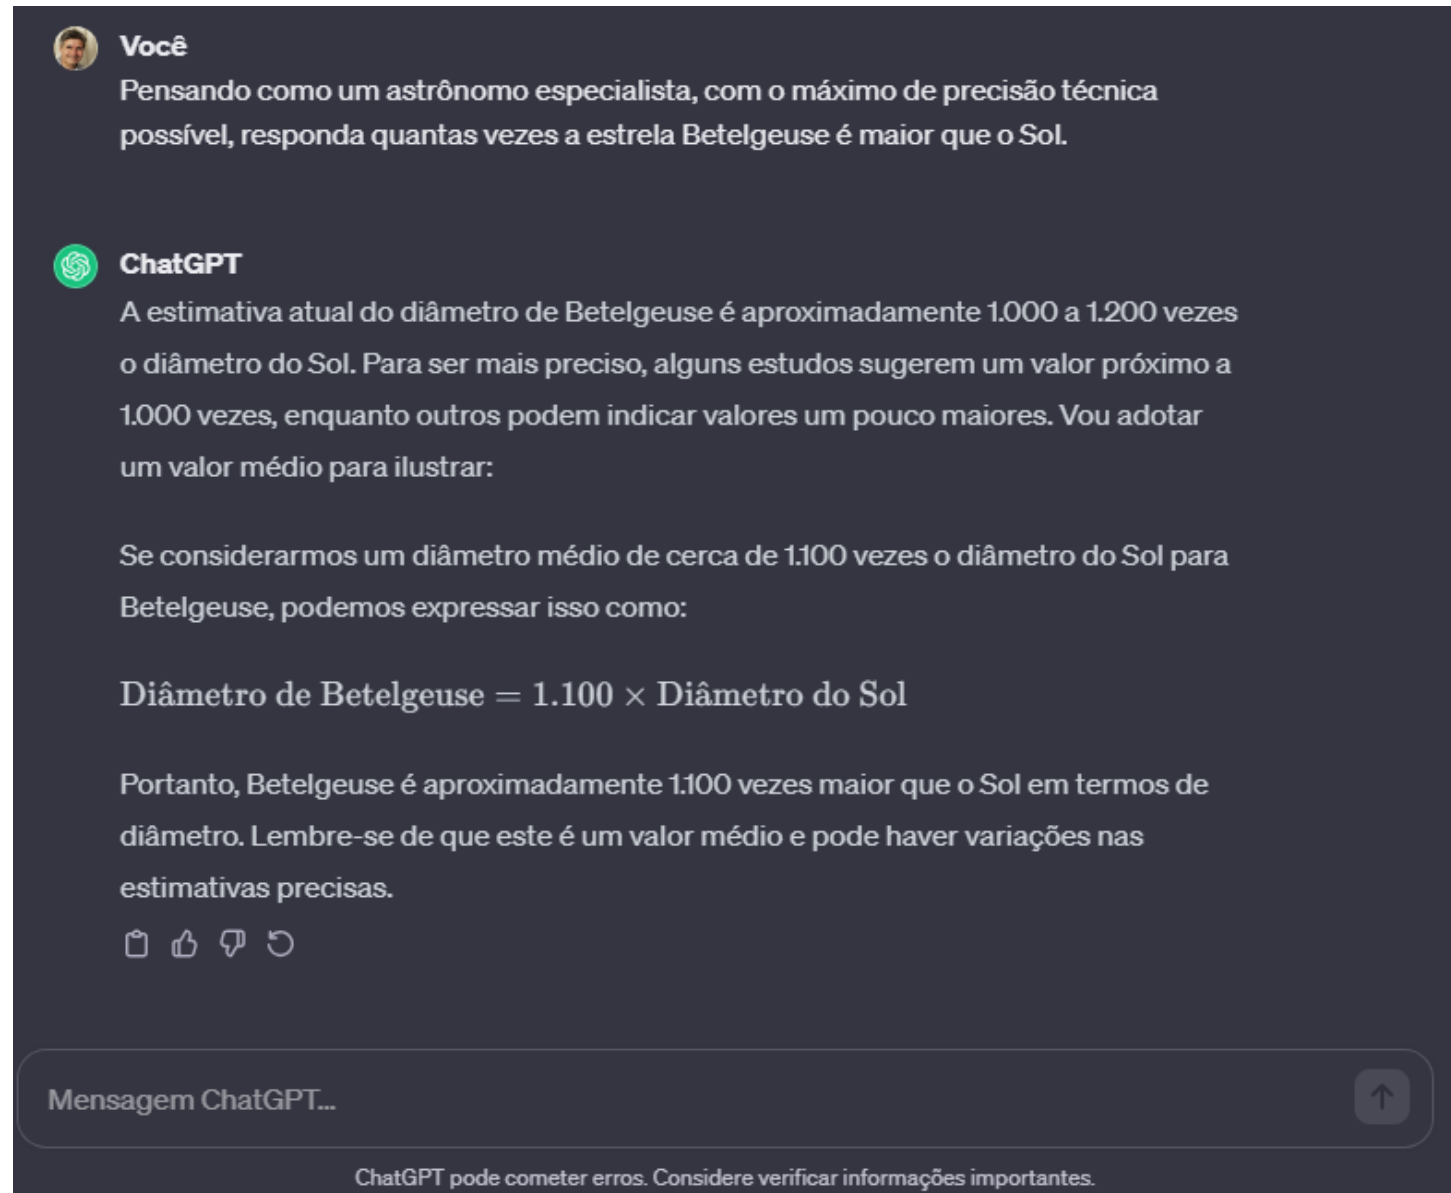 Você
Pensando como um astrônomo especialista, com o máximo de precisão técnica
possível, responda quantas vezes a estrela Betelgeuse é maior que o Sol.
ChatGPT
A estimativa atual do diâmetro de Betelgeuse é aproximadamente 1.000 a 1.200 vezes
o diâmetro do Sol. Para ser mais preciso, alguns estudos sugerem um valor próximo a
1.000 vezes, enquanto outros podem indicar valores um pouco maiores. Vou adotar
um valor médio para ilustrar:
Se considerarmos um diâmetro médio de cerca de 1.100 vezes o diâmetro do Sol para
Betelgeuse, podemos expressar isso como:
Diâmetro de Betelgeuse = 1.100 × Diâmetro do Sol
Portanto, Betelgeuse é aproximadamente 1.100 vezes maior que o Sol em termos de
diâmetro. Lembre-se de que este é um valor médio e pode haver variações nas
estimativas precisas.
Mensagem ChatGPT...
ChatGPT pode cometer erros. Considere verificar informações importantes.